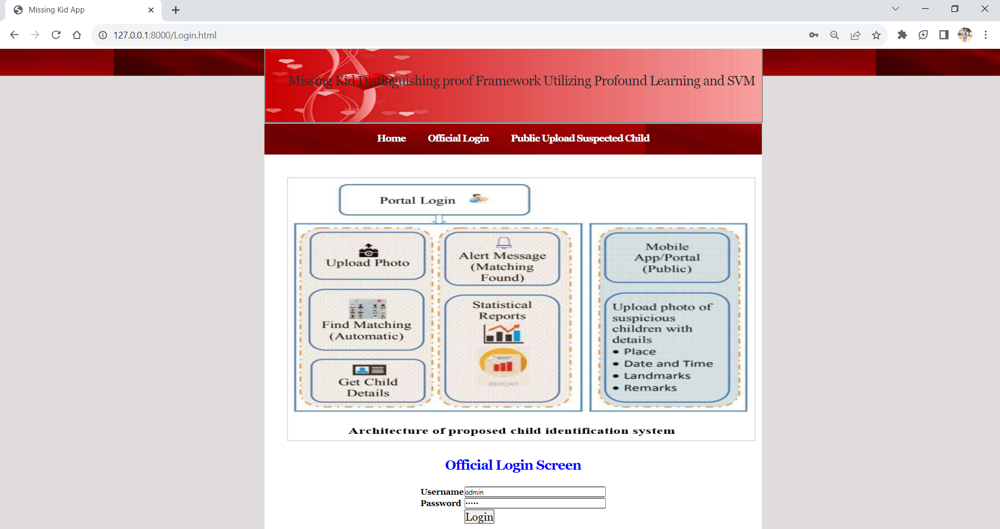 Missing Kid App
127.0.0.1:8000/Login.html
Missing Kid Distinguishing proof Framework Utilizing Profound Learning and SVM
Home Official Login Public Upload Suspected Child
Portal Login
Upload Photo
Find Matching
(Automatic)
Get Child
Details
Alert Message
(Matching
Found)
Statistical
Reports
REPORT
Mobile
App/Portal
(Public)
Upload photo of
suspicious
children with
details
• Place
• Date and Time
• Landmarks
• Remarks
Architecture of proposed child identification system
Official Login Screen
Username admin
Password •••••
Login